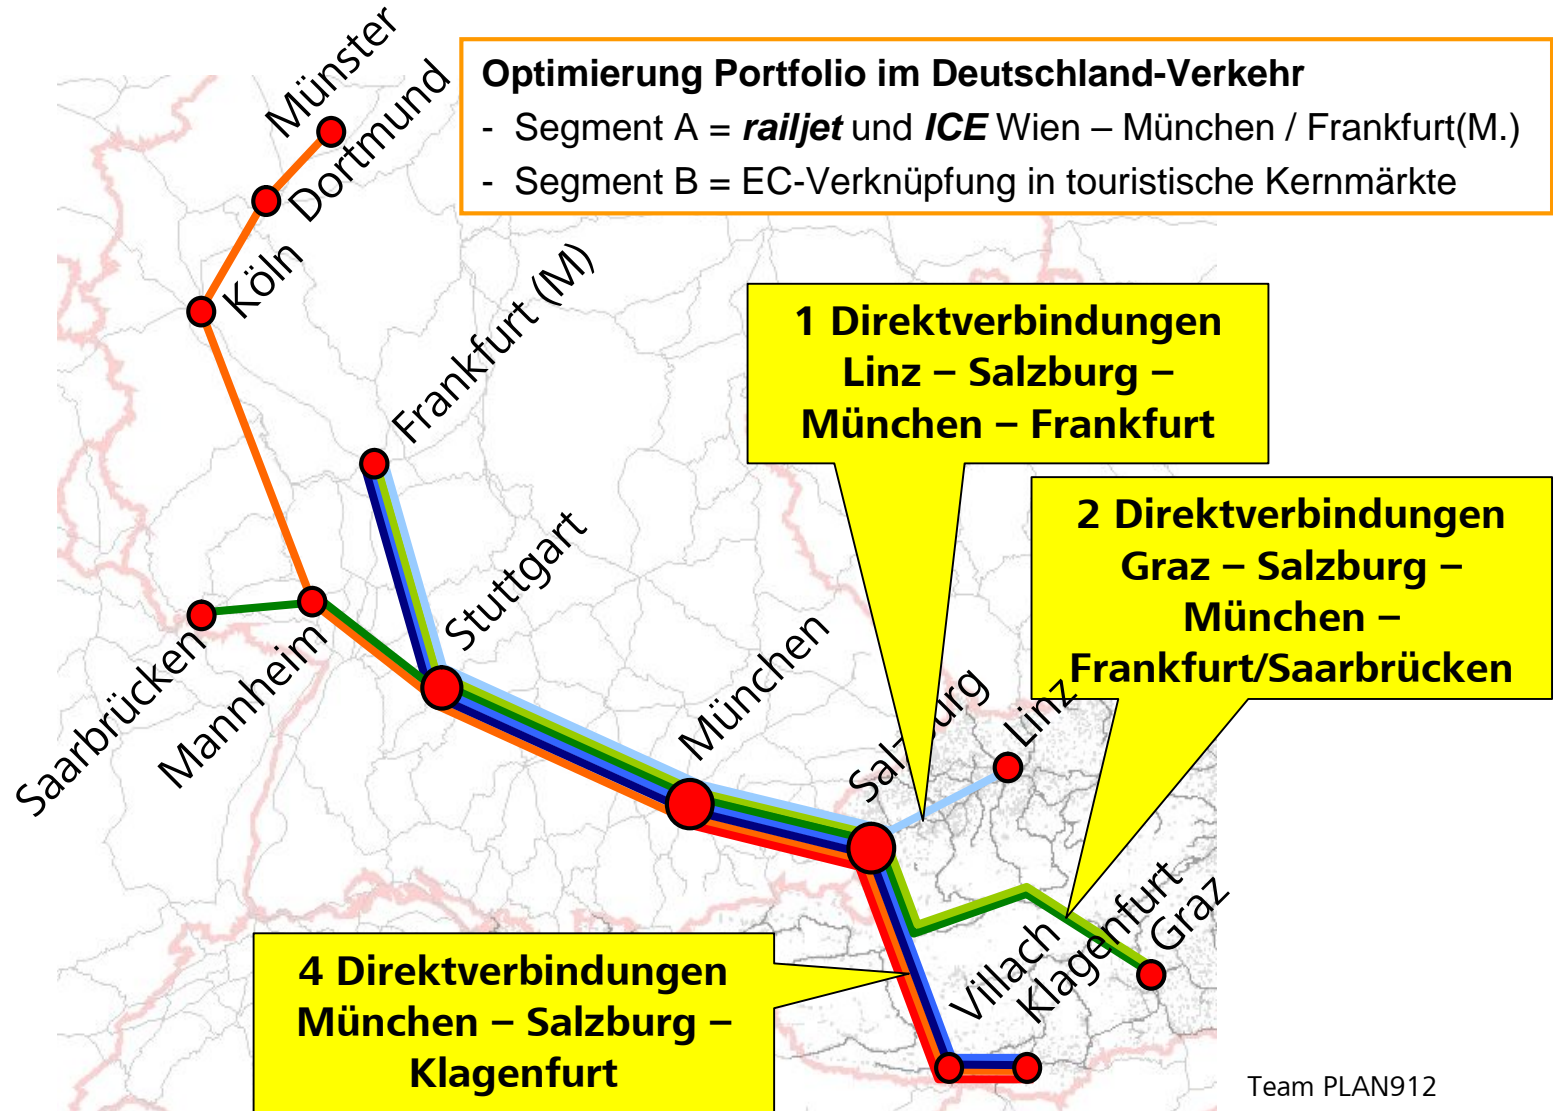 Optimierung Portfolio im Deutschland-Verkehr
- Segment A = railjet und ICE Wien – München / Frankfurt(M.)
- Segment B = EC-Verknüpfung in touristische Kernmärkte
Münster
Dortmund
Köln
Frankfurt (M)
1 Direktverbindungen
Linz – Salzburg –
München – Frankfurt
2 Direktverbindungen
Graz – Salzburg –
München –
Frankfurt/Saarbrücken
Stuttgart
Saarbrücken
Mannheim
München
Salzburg
Linz
Villach
Klagenfurt
Graz
4 Direktverbindungen
München – Salzburg –
Klagenfurt
Team PLAN912